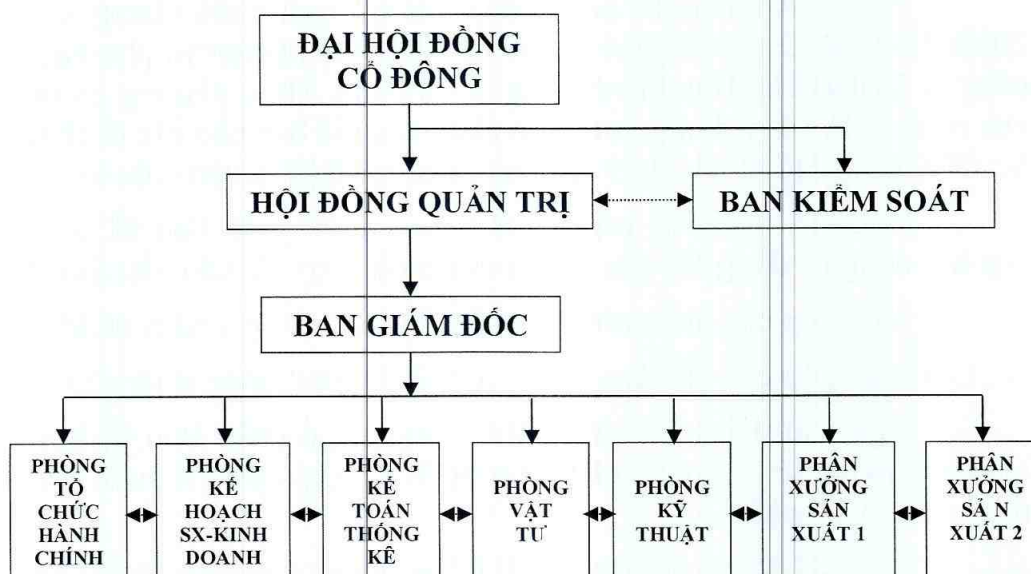 ĐẠI HỘI ĐỒNG
CỔ ĐÔNG
HỘI ĐỒNG QUẢN TRỊ
BAN KIỂM SOÁT
BAN GIÁM ĐỐC
PHÒNG
TỔ
CHỨC
HÀNH
CHÍNH
PHÒNG
KẾ
HOẠCH
SX-KINH
DOANH
PHÒNG
KẾ
TOÁN
THỐNG
KÊ
PHÒNG
VẬT
TƯ
PHÒNG
KỸ
THUẬT
PHÂN
XƯỞNG
SẢN
XUẤT 1
PHÂN
XƯỞNG
SẢ N
XUẤT 2